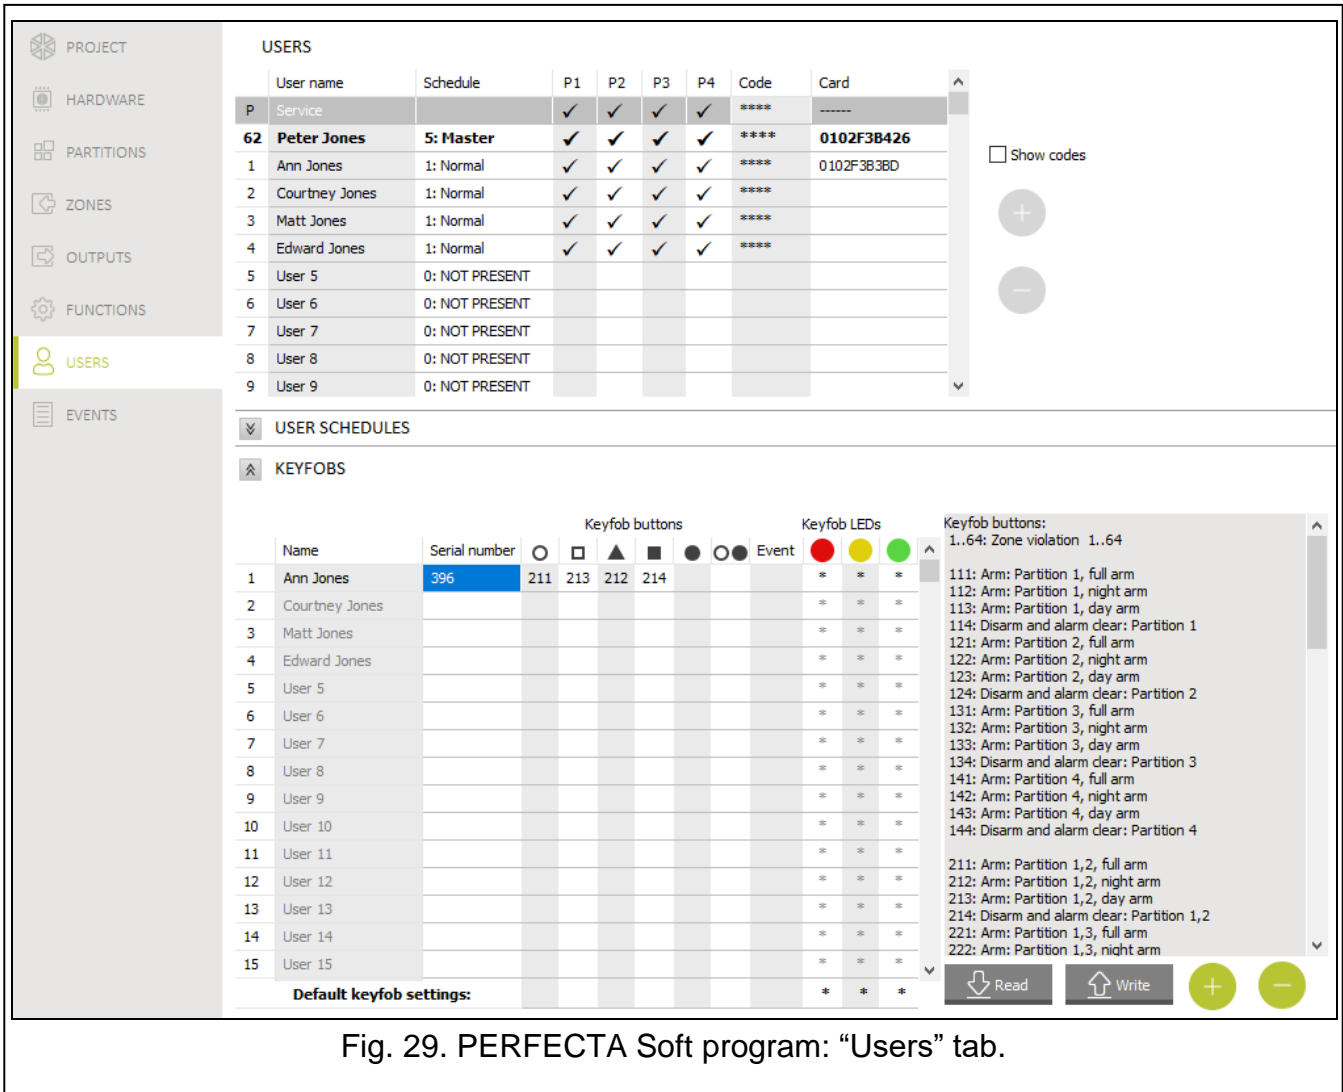 PROJECT
HARDWARE
PARTITIONS
ZONES
OUTPUTS
FUNCTIONS
USERS
EVENTS
USERS
User name Schedule P1 P2 P3 P4 Code Card
P Service ✓ ✓ ✓ ✓ **** ------
62 Peter Jones 5: Master ✓ ✓ ✓ ✓ **** 0102F3B426
1 Ann Jones 1: Normal ✓ ✓ ✓ ✓ **** 0102F3B3BD
2 Courtney Jones 1: Normal ✓ ✓ ✓ ✓ ****
3 Matt Jones 1: Normal ✓ ✓ ✓ ✓ ****
4 Edward Jones 1: Normal ✓ ✓ ✓ ✓ ****
5 User 5 0: NOT PRESENT
6 User 6 0: NOT PRESENT
7 User 7 0: NOT PRESENT
8 User 8 0: NOT PRESENT
9 User 9 0: NOT PRESENT
Show codes
USER SCHEDULES
KEYFOBS
Keyfob buttons Keyfob LEDs
Name Serial number Event
1 Ann Jones 396 211 213 212 214 * * *
2 Courtney Jones * * *
3 Matt Jones * * *
4 Edward Jones * * *
5 User 5 * * *
6 User 6 * * *
7 User 7 * * *
8 User 8 * * *
9 User 9 * * *
10 User 10 * * *
11 User 11 * * *
12 User 12 * * *
13 User 13 * * *
14 User 14 * * *
15 User 15 * * *
Default keyfob settings: * * *
Keyfob buttons:
1..64: Zone violation 1..64
111: Arm: Partition 1, full arm
112: Arm: Partition 1, night arm
113: Arm: Partition 1, day arm
114: Disarm and alarm clear: Partition 1
121: Arm: Partition 2, full arm
122: Arm: Partition 2, night arm
123: Arm: Partition 2, day arm
124: Disarm and alarm clear: Partition 2
131: Arm: Partition 3, full arm
132: Arm: Partition 3, night arm
133: Arm: Partition 3, day arm
134: Disarm and alarm clear: Partition 3
141: Arm: Partition 4, full arm
142: Arm: Partition 4, night arm
143: Arm: Partition 4, day arm
144: Disarm and alarm clear: Partition 4
211: Arm: Partition 1,2, full arm
212: Arm: Partition 1,2, night arm
213: Arm: Partition 1,2, day arm
214: Disarm and alarm clear: Partition 1,2
221: Arm: Partition 1,3, full arm
222: Arm: Partition 1,3, night arm
Read Write
Fig. 29. PERFECTA Soft program: “Users” tab.